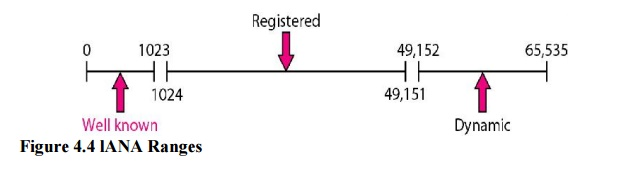 Registered
0 1023 49,152 65,535
1024 49,151
Well known Dynamic
Figure 4.4 IANA Ranges